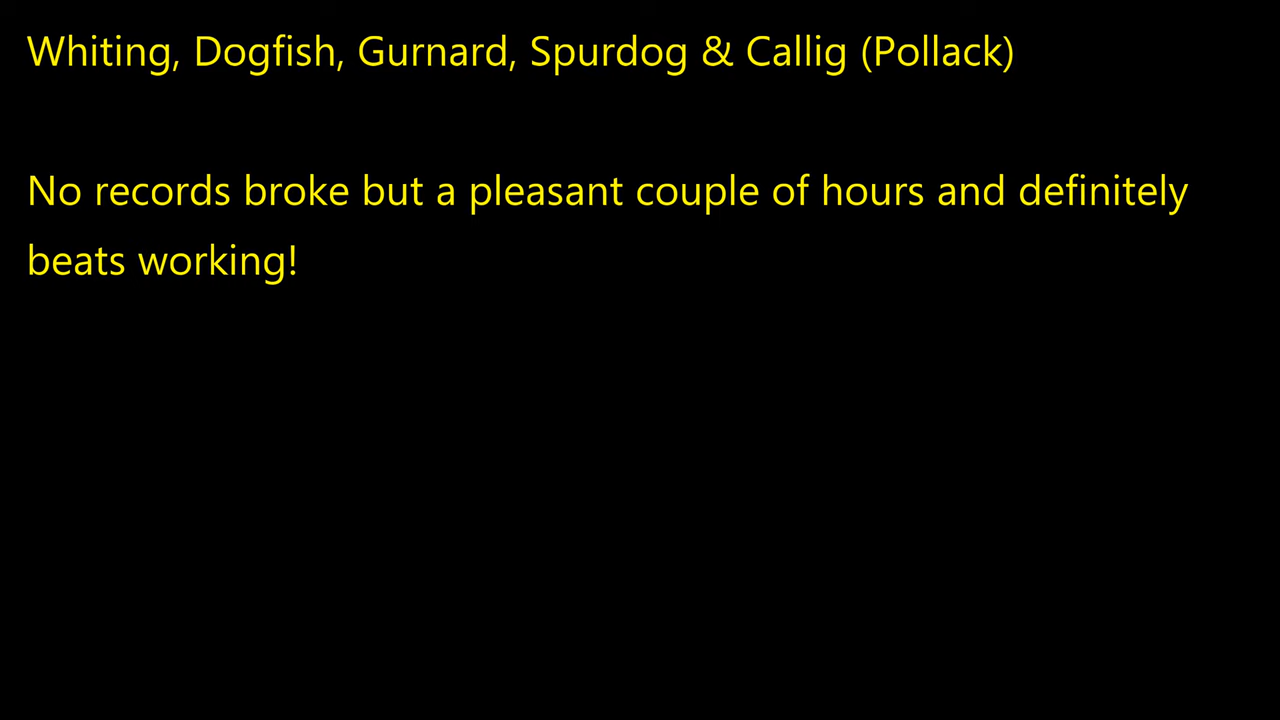 Whiting, Dogfish, Gurnard, Spurdog & Callig (Pollack)
No records broke but a pleasant couple of hours and definitely
beats working!